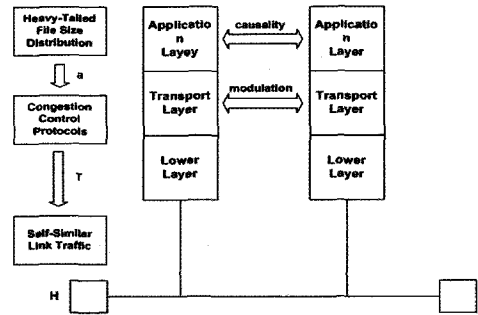 Heavy-Tailed
File Size
Distribution
a
Congestion
Control
Protocols
T
Self-Similar
Link Traffic
H
Applicatio
n
Layey
Transport
Layer
Lower
Layer
causality
modulation
Applicatio
n
Layer
Transport
Layer
Lower
Layer